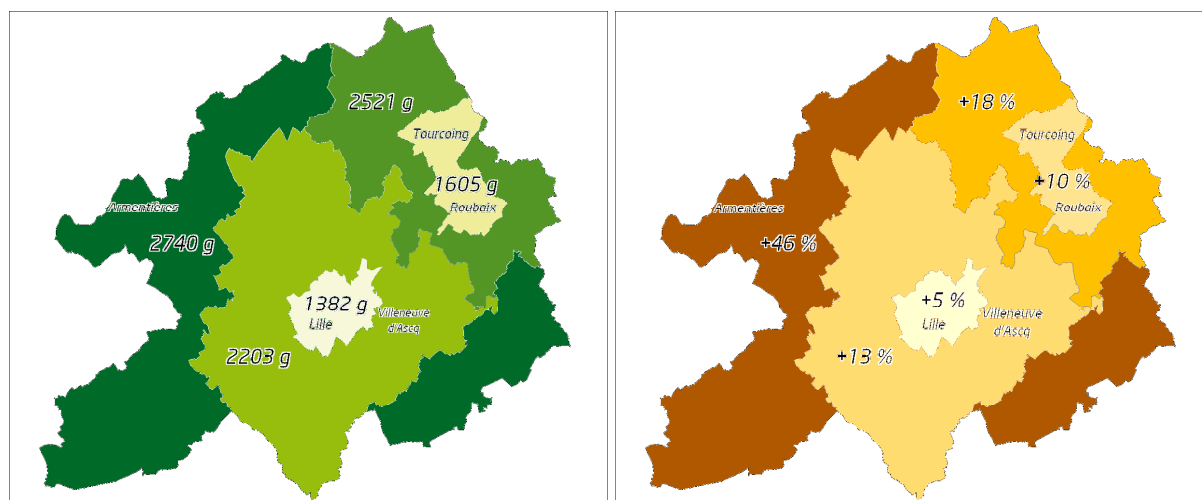 2521 g
Tourcoing
1605 g
Roubaix
Armentières
2740 g
1382 g
Lille
Villeneuve
d'Ascq
2203 g
+18 %
Tourcoing
+10 %
Roubaix
Armentières
+46 %
+5 %
Lille
Villeneuve
d'Ascq
+13 %